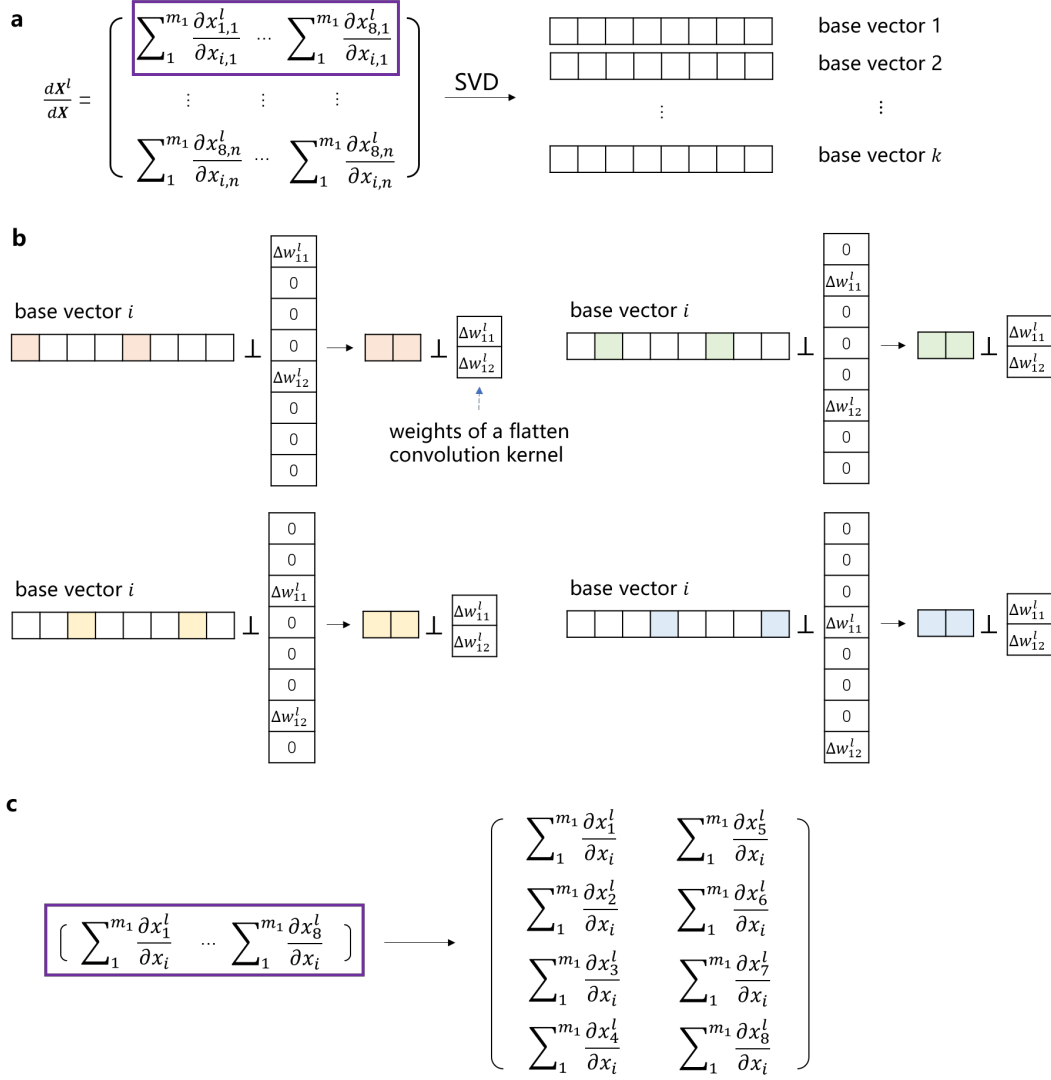 a
dX^l/dX = ( ∑_1^{m_1} ∂x^l_{1,1}/∂x_{i,1} ⋯ ∑_1^{m_1} ∂x^l_{8,1}/∂x_{i,1}
⋮ ⋮ ⋮
∑_1^{m_1} ∂x^l_{8,n}/∂x_{i,n} ⋯ ∑_1^{m_1} ∂x^l_{8,n}/∂x_{i,n} )
SVD
base vector 1
base vector 2
⋮ ⋮
base vector k
b
base vector i
⊥
Δw^l_{11}
0
0
0
Δw^l_{12}
0
0
0
⊥
Δw^l_{11}
Δw^l_{12}
weights of a flatten
convolution kernel
base vector i
⊥
0
Δw^l_{11}
0
0
0
Δw^l_{12}
0
0
⊥
Δw^l_{11}
Δw^l_{12}
base vector i
⊥
0
0
Δw^l_{11}
0
0
0
Δw^l_{12}
0
⊥
Δw^l_{11}
Δw^l_{12}
base vector i
⊥
0
0
0
Δw^l_{11}
0
0
0
Δw^l_{12}
⊥
Δw^l_{11}
Δw^l_{12}
c
( ∑_1^{m_1} ∂x^l_1/∂x_i ⋯ ∑_1^{m_1} ∂x^l_8/∂x_i )
( ∑_1^{m_1} ∂x^l_1/∂x_i ∑_1^{m_1} ∂x^l_5/∂x_i
∑_1^{m_1} ∂x^l_2/∂x_i ∑_1^{m_1} ∂x^l_6/∂x_i
∑_1^{m_1} ∂x^l_3/∂x_i ∑_1^{m_1} ∂x^l_7/∂x_i
∑_1^{m_1} ∂x^l_4/∂x_i ∑_1^{m_1} ∂x^l_8/∂x_i )